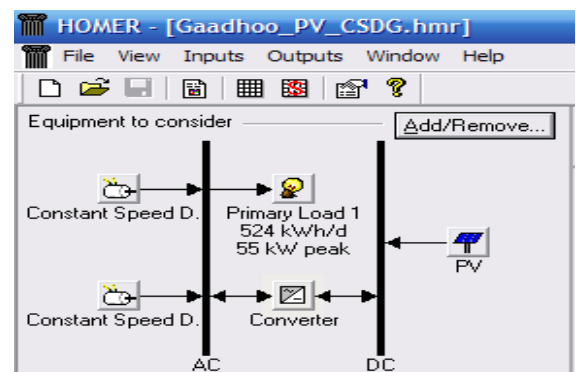 HOMER - [Gaadhoo_PV_CSDG.hmr]
File View Inputs Outputs Window Help
Equipment to consider
Add/Remove...
Constant Speed D.
Primary Load 1
524 kWh/d
55 kW peak
PV
Constant Speed D.
Converter
AC
DC